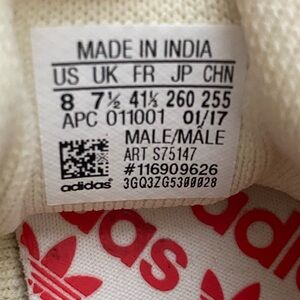 MADE IN INDIA
US UK FR JP CHN
8 7½ 41⅓ 260 255
APC 011001 01/17
MALE/MÂLE
ART S75147
#116909626
adidas 3GQ3ZG5300028
adidas